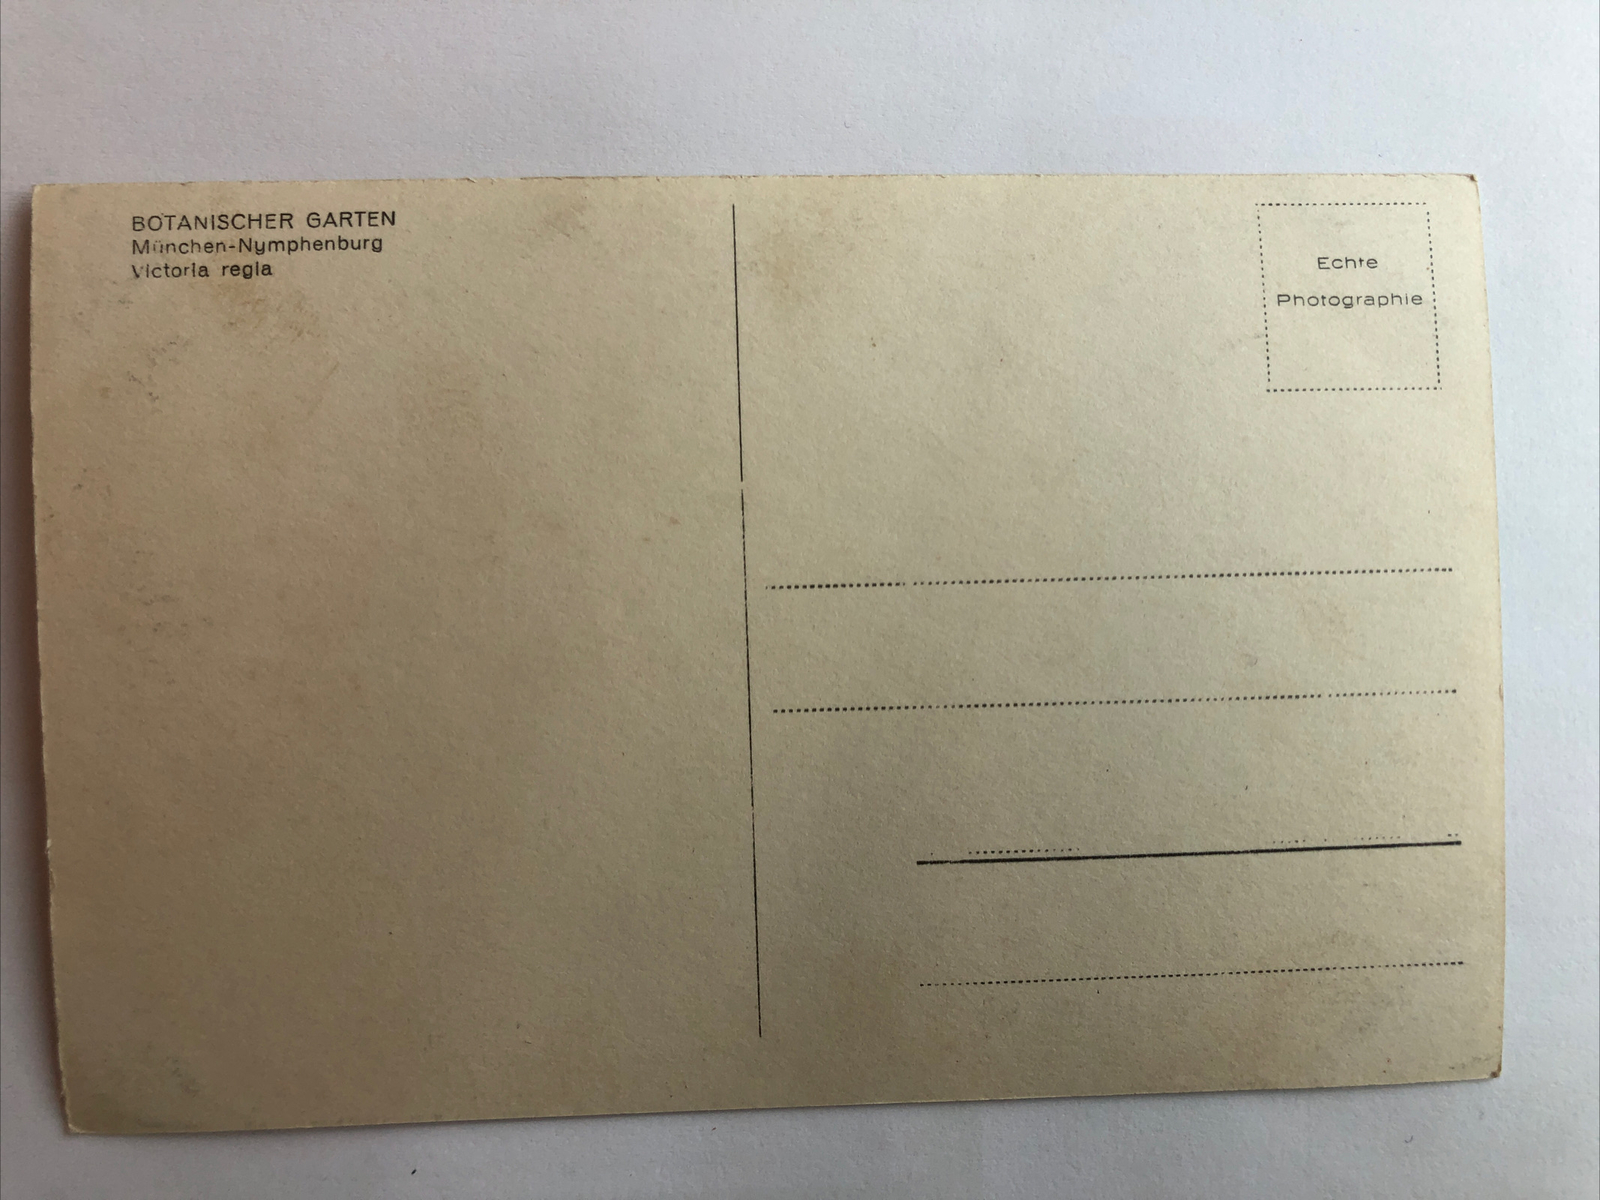 BOTANISCHER GARTEN
München-Nymphenburg
Victoria regia
Echte
Photographie